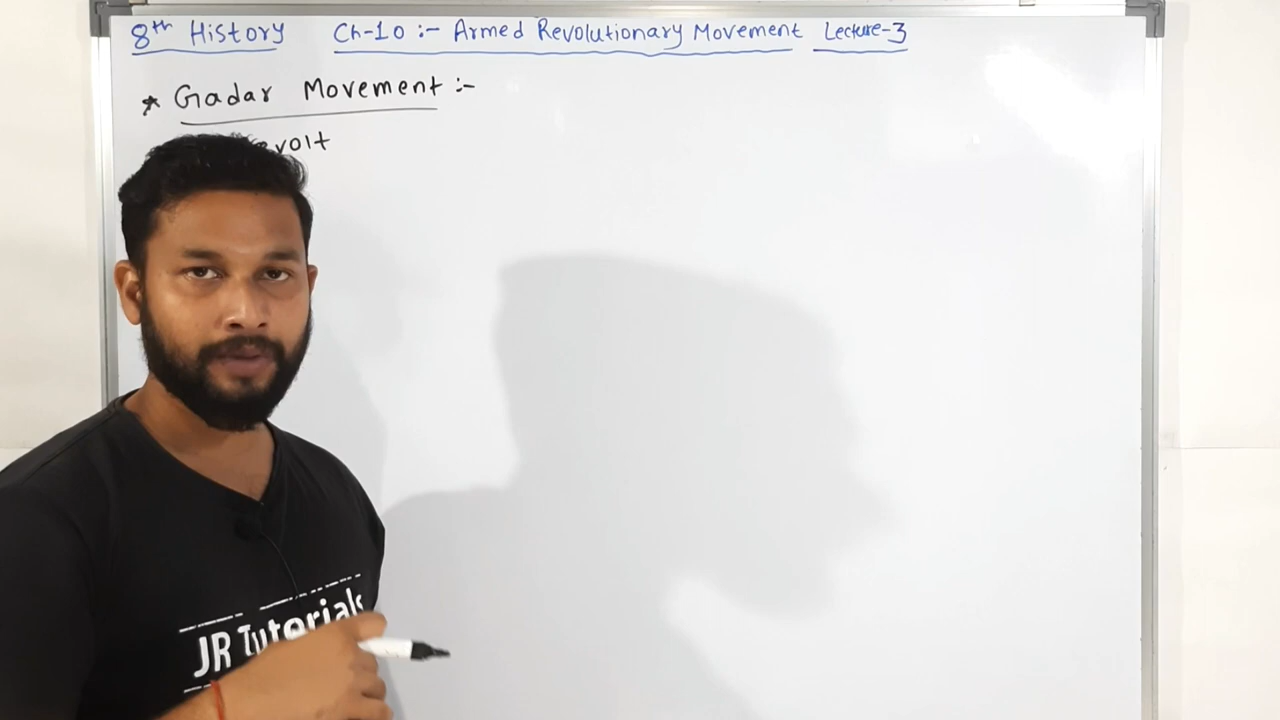 8th History Ch-10 :- Armed Revolutionary Movement Lecture-3
* Gadar Movement :-
JR Tutorials